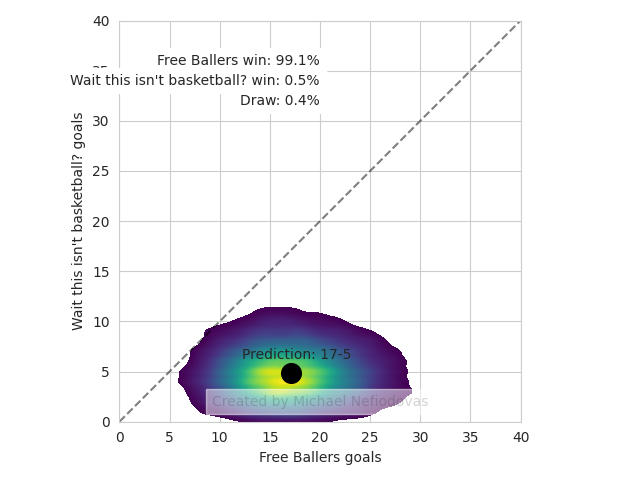 40
Free Ballers win: 99.1%
35
Wait this isn't basketball? win: 0.5%
Draw: 0.4%
30
25
20
15
10
5
0
Wait this isn't basketball? goals
Prediction: 17-5
Created by Michael Nefiodovas
0 5 10 15 20 25 30 35 40
Free Ballers goals